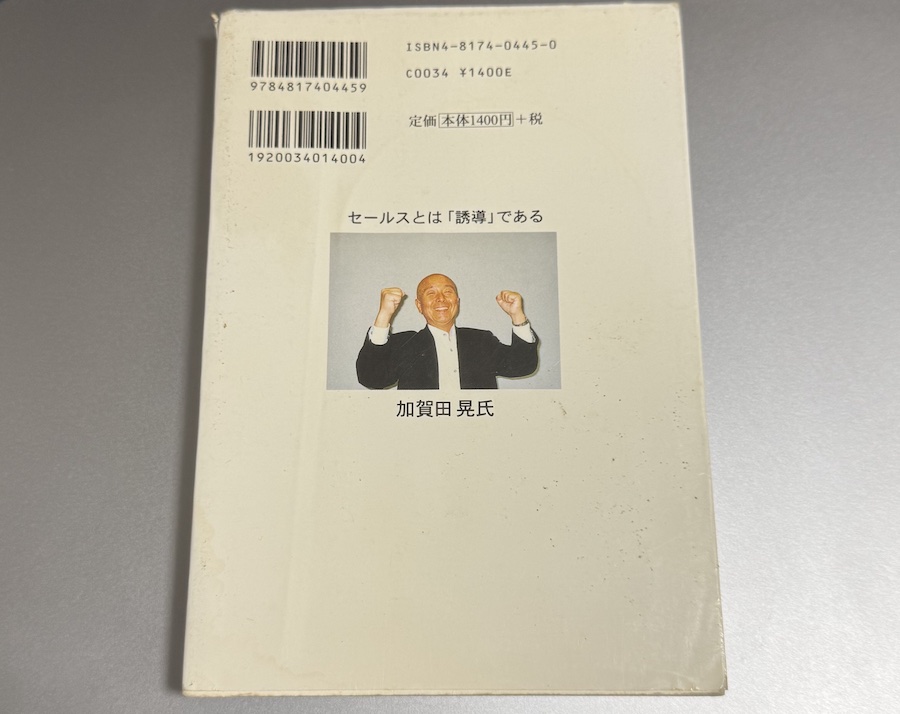 ISBN4-8174-0445-0
9784817404459
C0034 ¥1400E
定価 本体1400円 +税
1920034014004
セールスとは「誘導」である
加賀田 晃氏